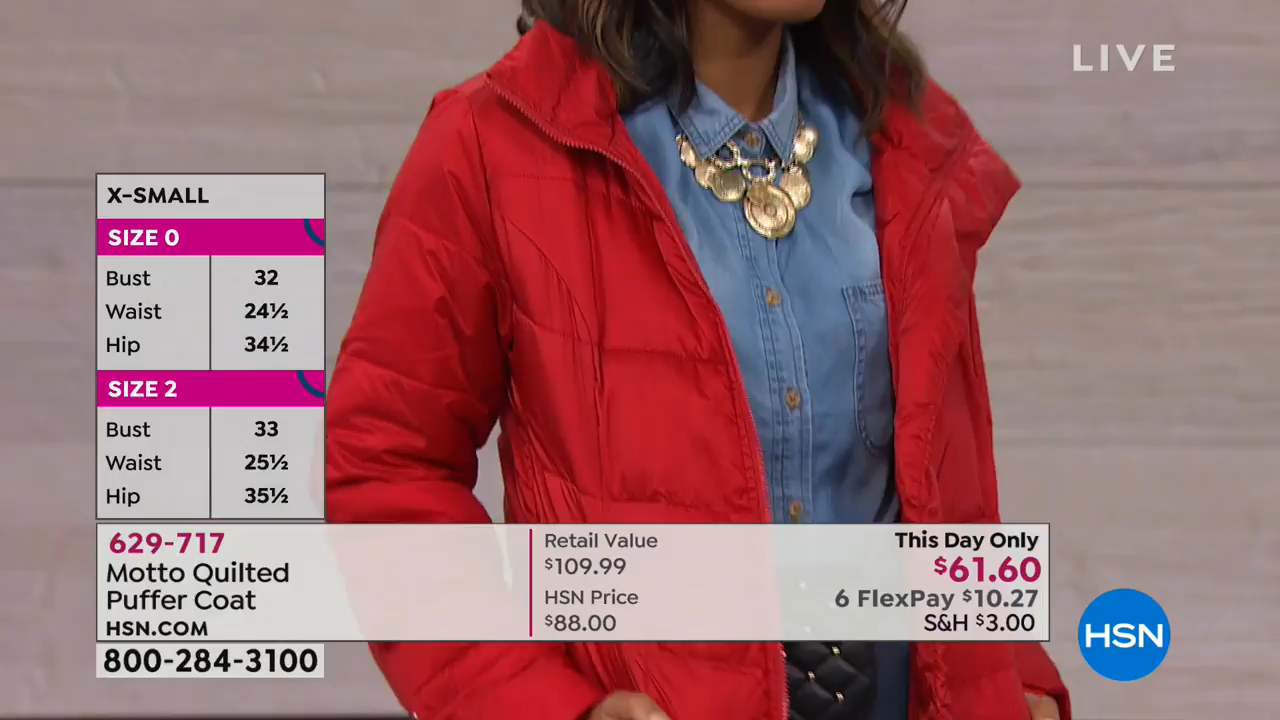 LIVE
X-SMALL
SIZE 0
Bust 32
Waist 24½
Hip 34½
SIZE 2
Bust 33
Waist 25½
Hip 35½
629-717
Motto Quilted
Puffer Coat
HSN.COM
800-284-3100
Retail Value
$109.99
HSN Price
$88.00
This Day Only
$61.60
6 FlexPay $10.27
S&H $3.00
HSN